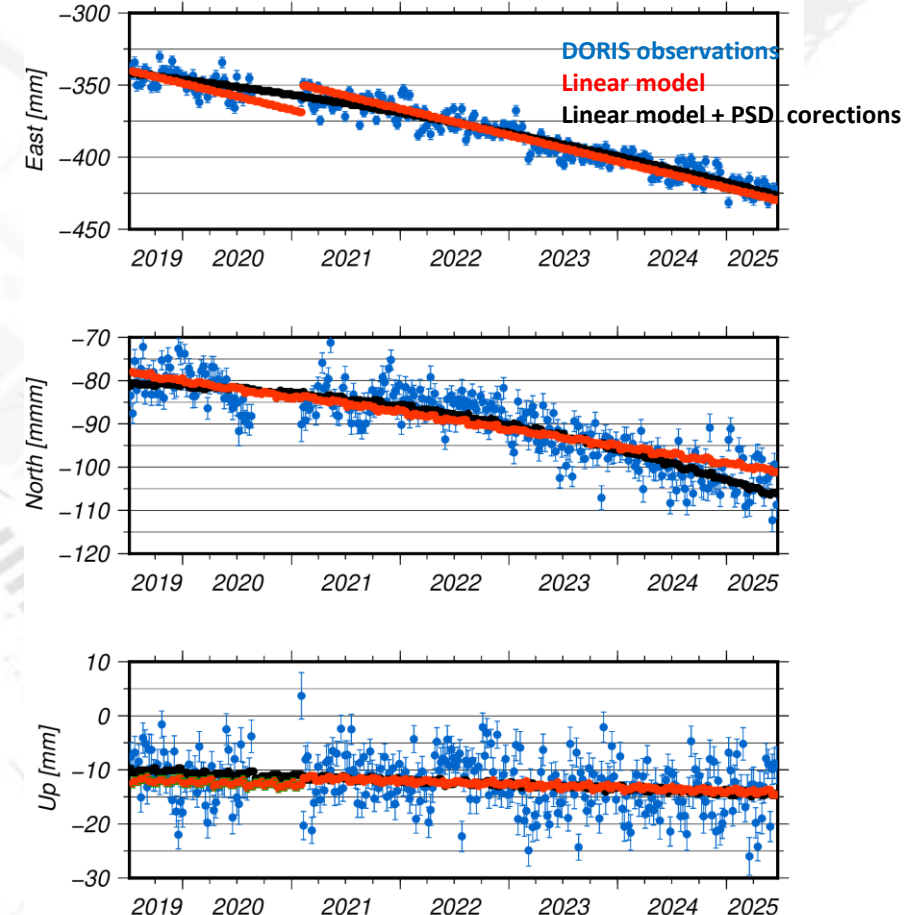 −300
−350
−400
−450
East [mm]
DORIS observations
Linear model
Linear model + PSD corections
2019 2020 2021 2022 2023 2024 2025
−70
−80
−90
−100
−110
−120
North [mmm]
2019 2020 2021 2022 2023 2024 2025
10
0
−10
−20
−30
Up [mm]
2019 2020 2021 2022 2023 2024 2025